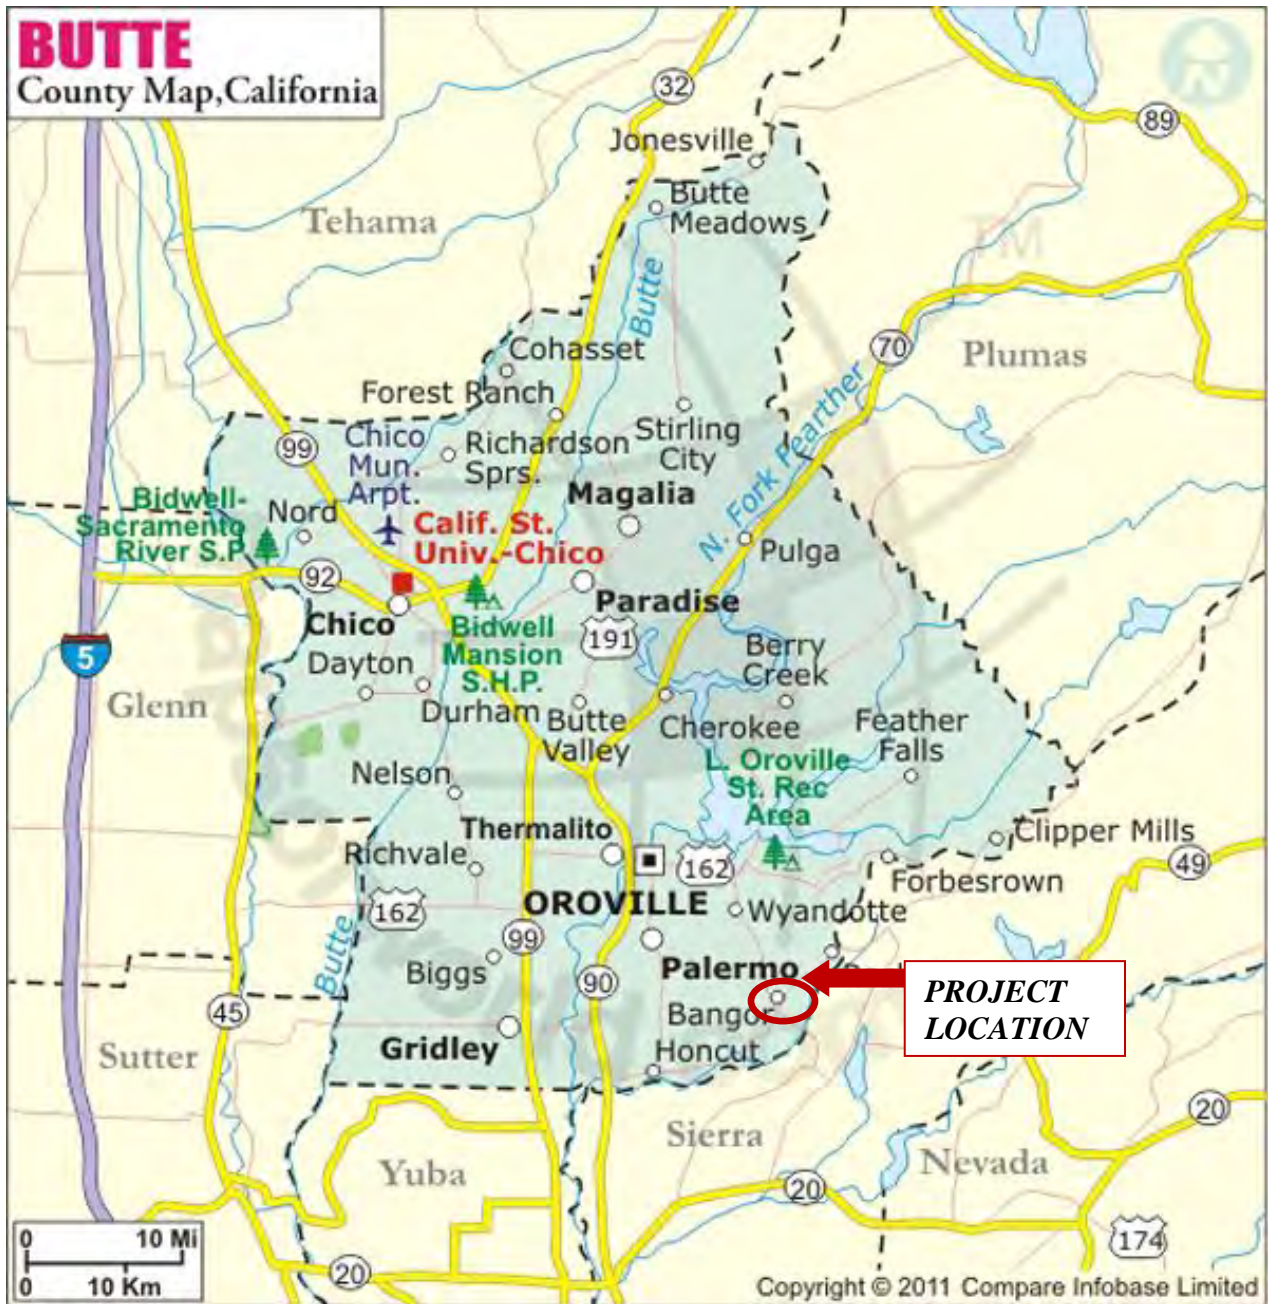 BUTTE
County Map,California
32
89
Jonesville
Butte
Meadows
Tehama
TM
Butte
70
Plumas
Cohasset
Forest Ranch
N. Fork Pearther
99
Chico
Mun.
Arpt.
Richardson
Sprs.
Stirling
City
Magalia
Bidwell-
Sacramento
River S.P
Nord
Calif. St.
Univ.-Chico
Pulga
92
Paradise
Chico
Bidwell
Mansion
S.H.P.
191
Berry
Creek
5
Dayton
Glenn
Durham
Butte
Valley
Cherokee
Feather
Falls
Nelson
L. Oroville
St. Rec
Area
Thermalito
Clipper Mills
Richvale
162
49
Forbesrown
162
OROVILLE
Wyandotte
Butte
99
Biggs
Palermo
90
PROJECT
LOCATION
45
Bangor
Gridley
Honcut
Sutter
20
Sierra
Yuba
Nevada
20
174
0 10 Mi
0 10 Km
20
Copyright © 2011 Compare Infobase Limited